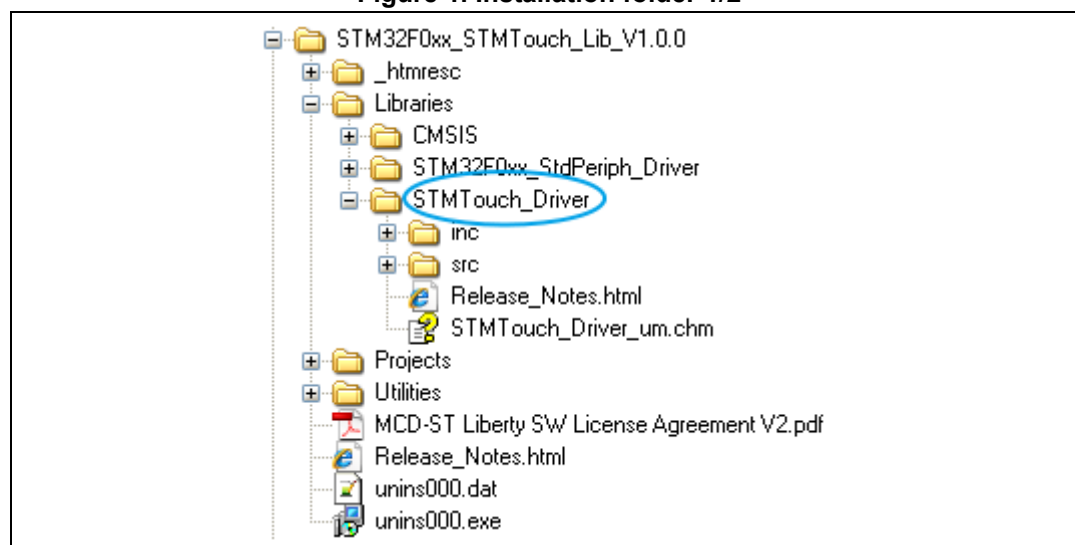 Figure 1. Installation folder 1/2
STM32F0xx_STMTouch_Lib_V1.0.0
_htmresc
Libraries
CMSIS
STM32F0xx_StdPeriph_Driver
STMTouch_Driver
inc
src
Release_Notes.html
STMTouch_Driver_um.chm
Projects
Utilities
MCD-ST Liberty SW License Agreement V2.pdf
Release_Notes.html
unins000.dat
unins000.exe